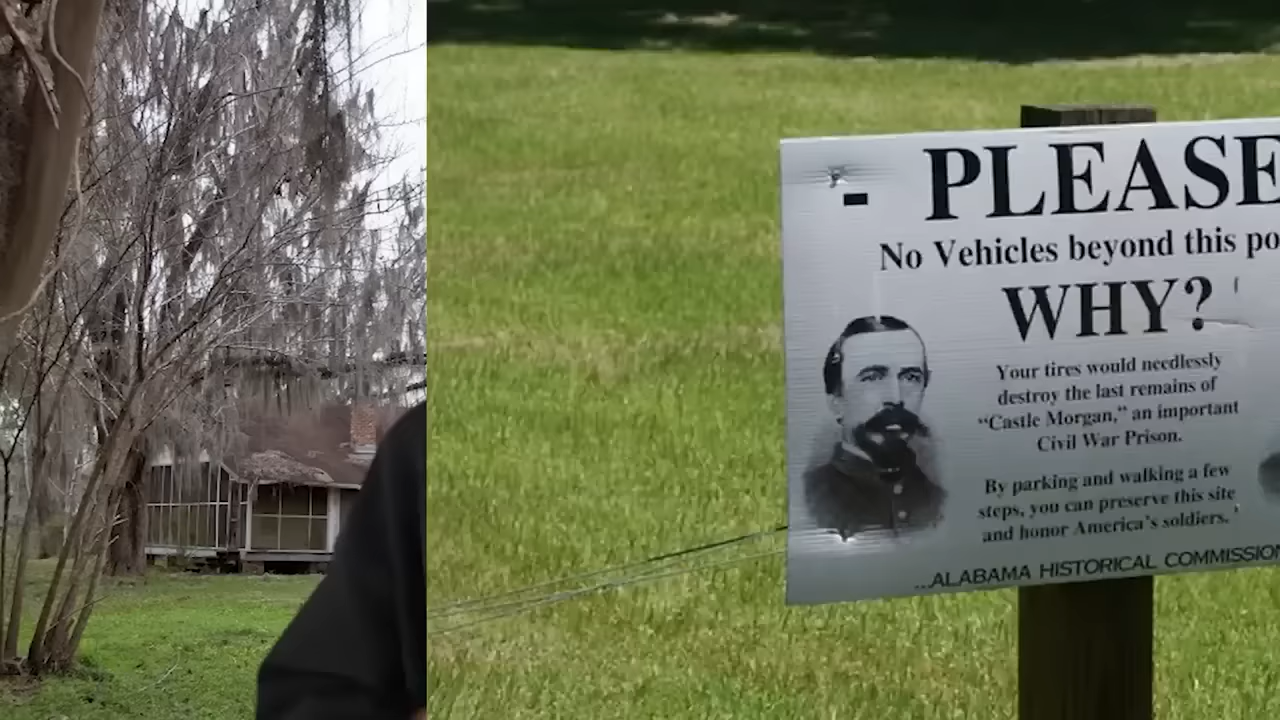 - PLEASE
No Vehicles beyond this po
WHY?
Your tires would needlessly
destroy the last remains of
“Castle Morgan,” an important
Civil War Prison.
By parking and walking a few
steps, you can preserve this site
and honor America's soldiers.
...ALABAMA HISTORICAL COMMISSION